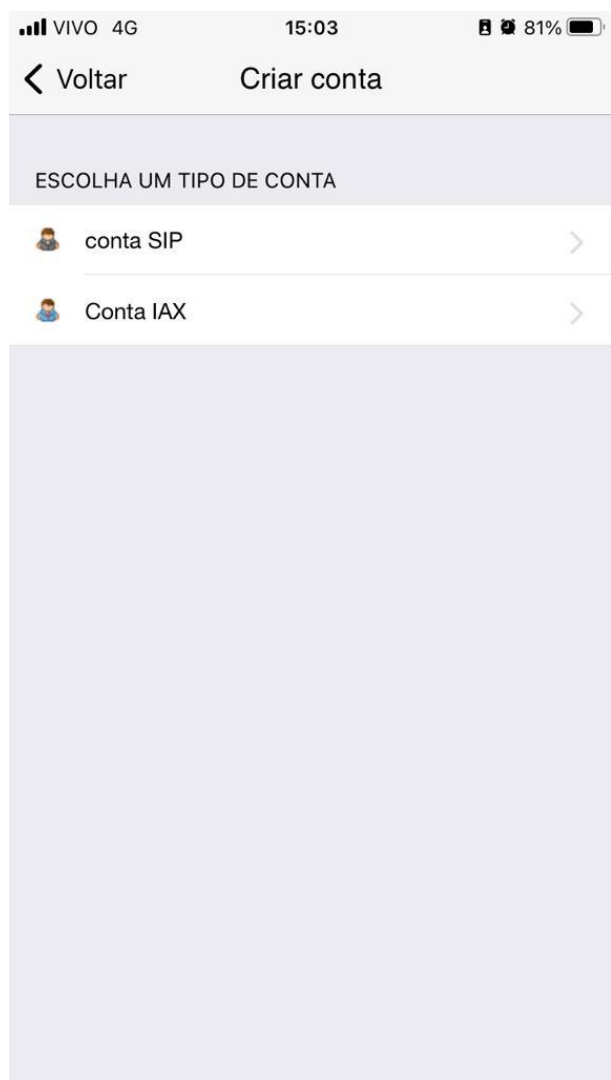 VIVO 4G 15:03 81%
Voltar Criar conta
ESCOLHA UM TIPO DE CONTA
conta SIP
Conta IAX